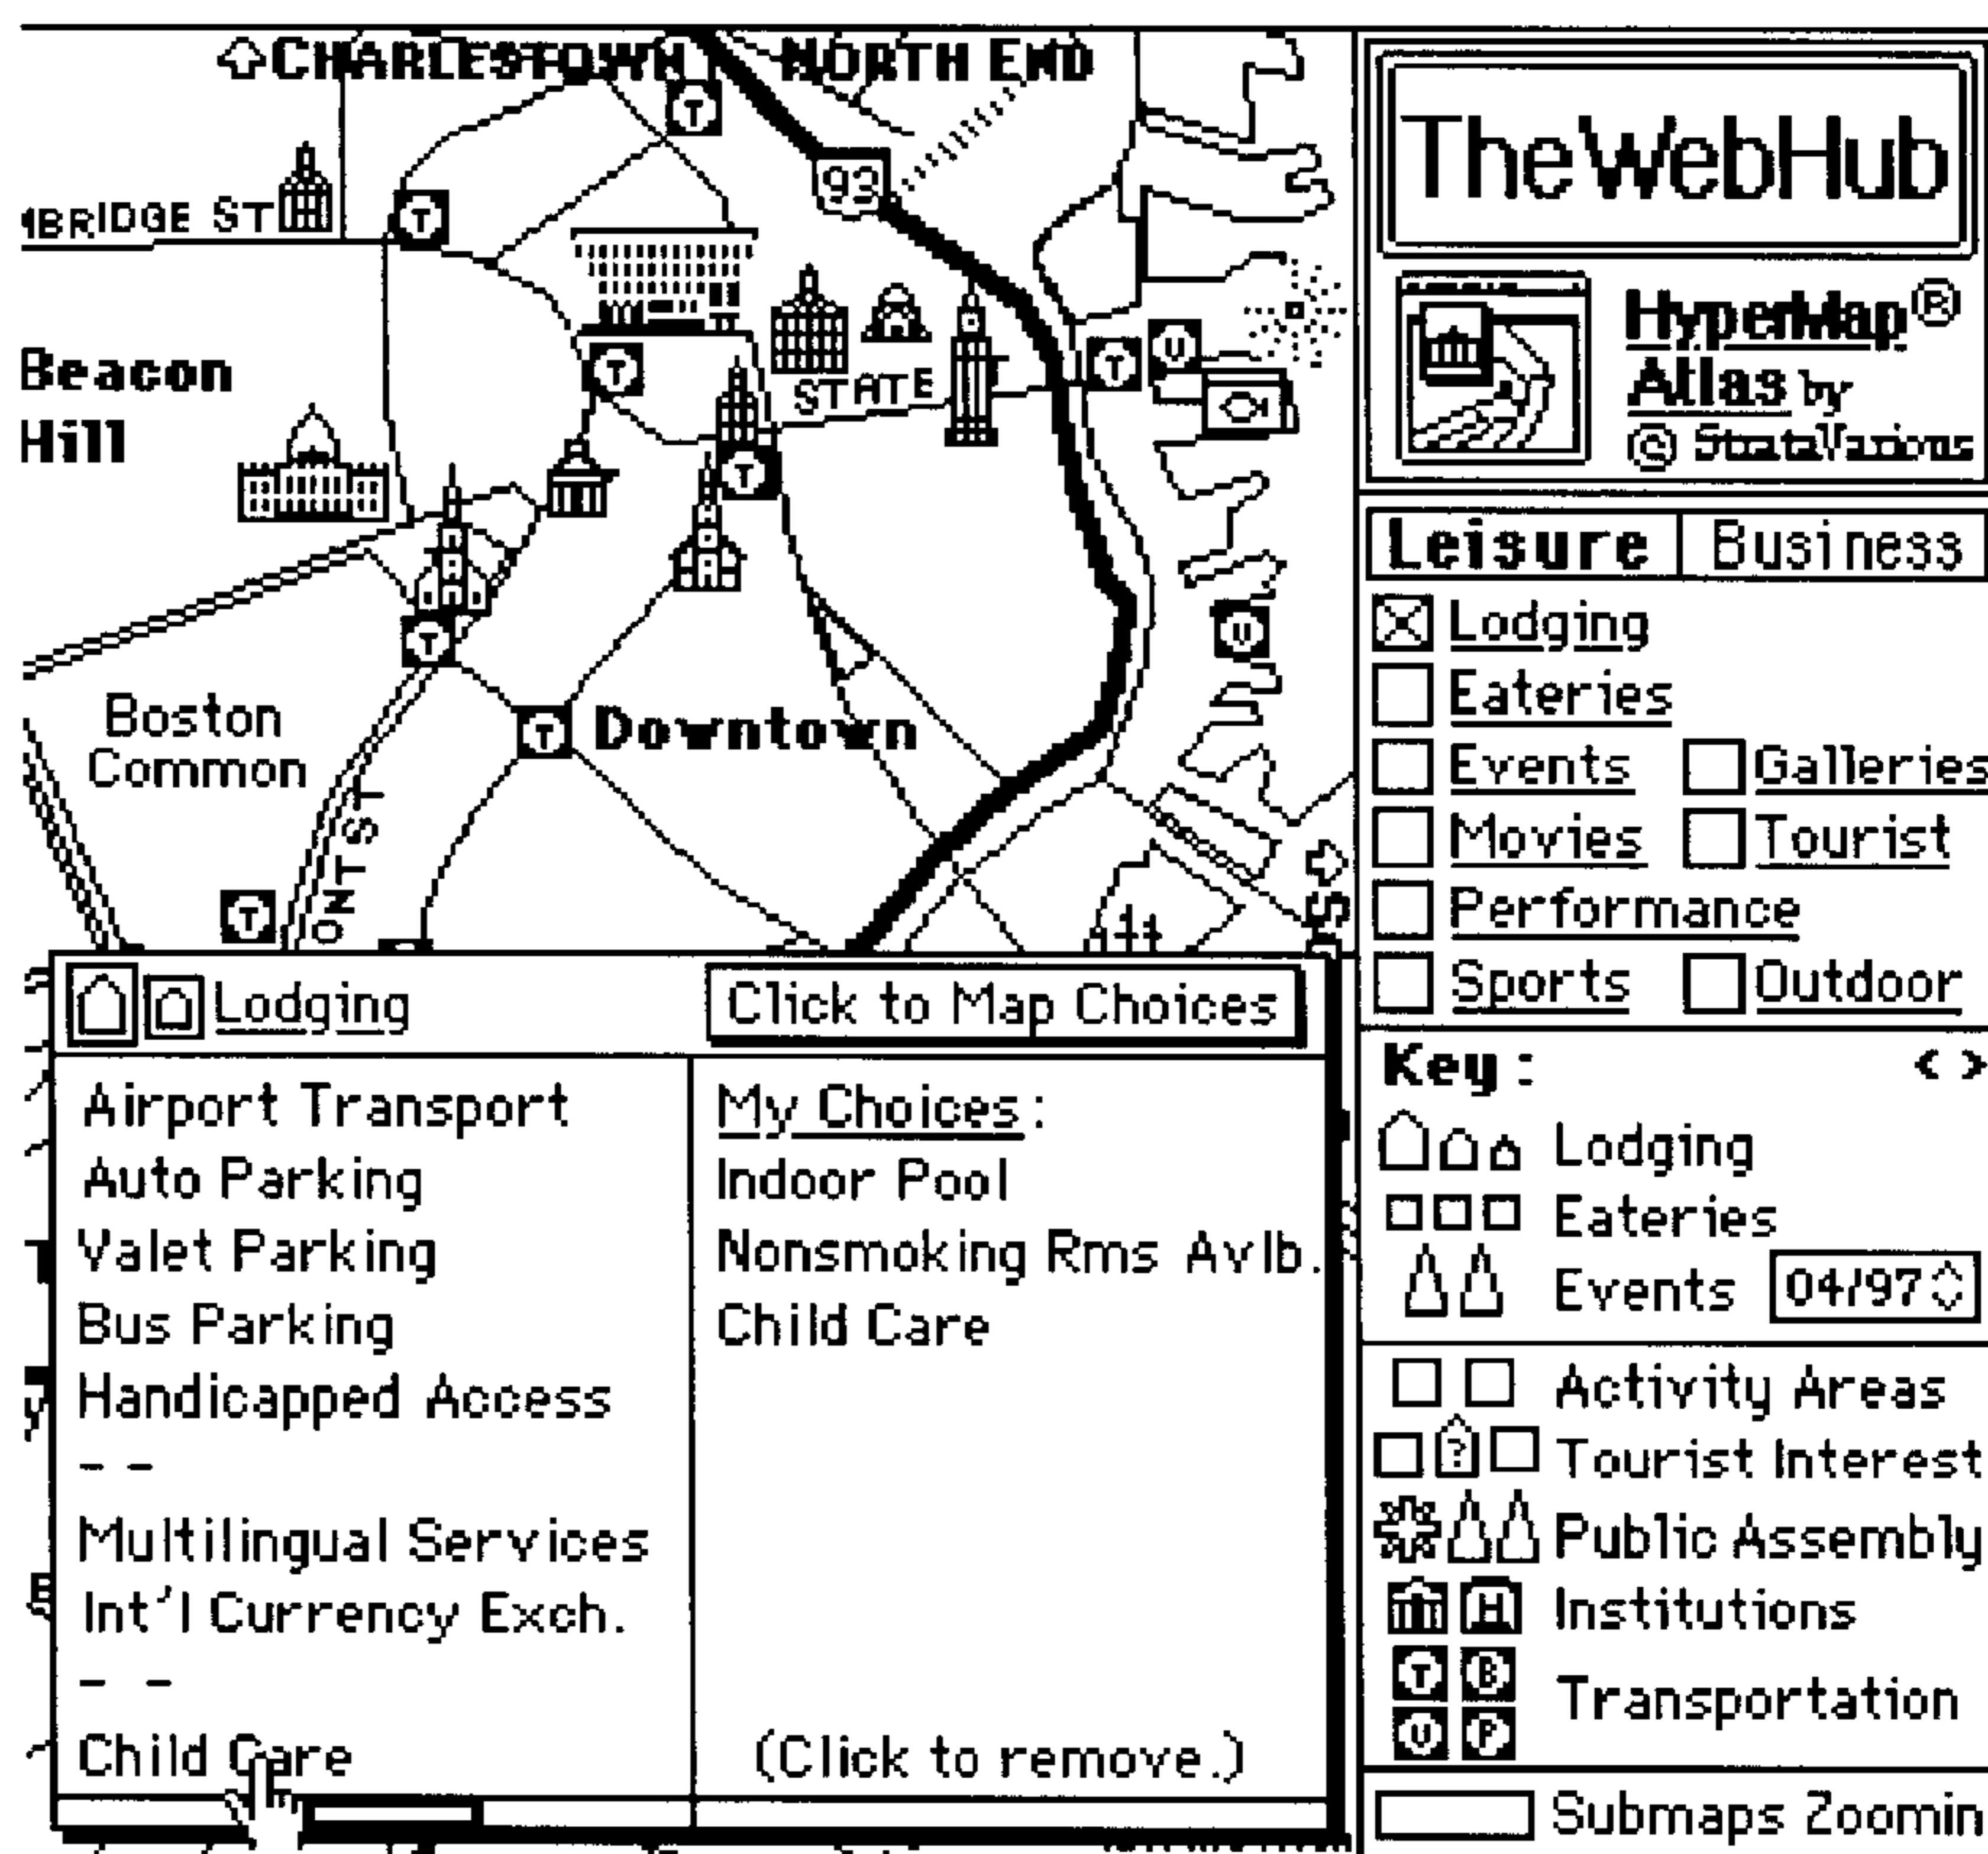 CHARLESTOWN NORTH END
93
BRIDGE ST
Beacon
Hill
STATE
Boston
Common
Downtown
ONT ST
TheWebHub
HyperMap®
Atlas by
© StrataVarious
Leisure Business
Lodging
Eateries
Events Galleries
Movies Tourist
Performance
Sports Outdoor
Key: < >
Lodging
Eateries
Events 04/97
Activity Areas
? Tourist Interest
Public Assembly
H Institutions
T B
Transportation
U P
Submaps Zoomin
Lodging Click to Map Choices
Airport Transport
Auto Parking
Valet Parking
Bus Parking
Handicapped Access
- -
Multilingual Services
Int'l Currency Exch.
- -
Child Care
My Choices:
Indoor Pool
Nonsmoking Rms Avlb.
Child Care
(Click to remove.)